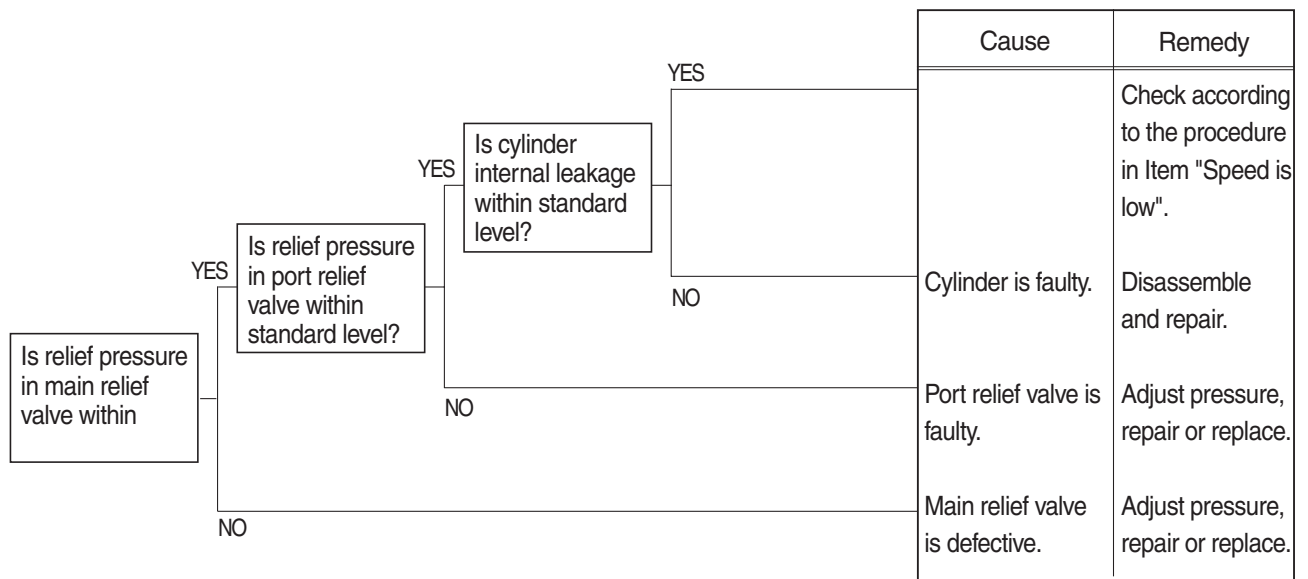 Cause
Remedy
YES
Check according
to the procedure
in Item "Speed is
low".
YES
Is cylinder
internal leakage
within standard
level?
NO
Cylinder is faulty.
Disassemble
and repair.
YES
Is relief pressure
in port relief
valve within
standard level?
NO
Port relief valve is
faulty.
Adjust pressure,
repair or replace.
Is relief pressure
in main relief
valve within
NO
Main relief valve
is defective.
Adjust pressure,
repair or replace.